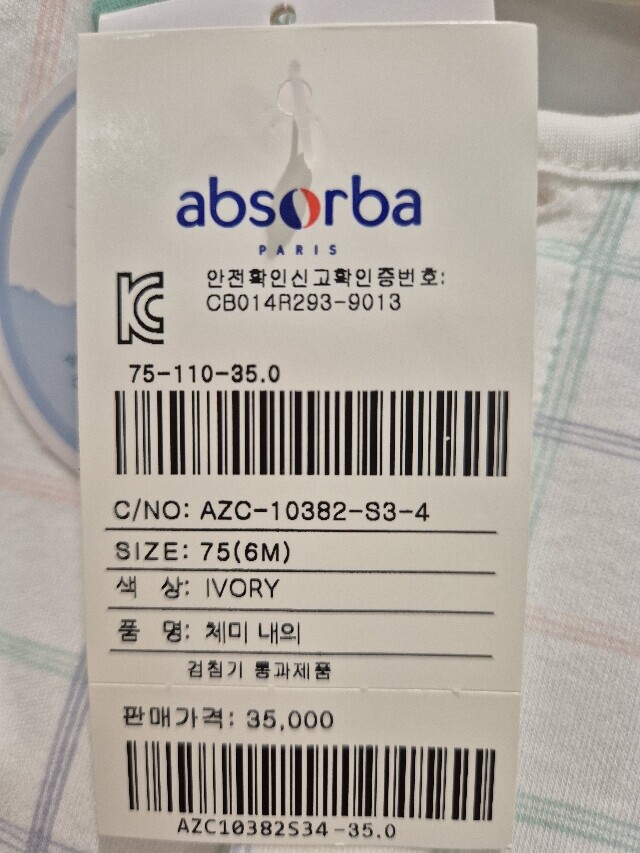 absorba
PARIS
안전확인신고확인증번호:
CB014R293-9013
75-110-35.0
C/NO: AZC-10382-S3-4
SIZE: 75(6M)
색 상: IVORY
품 명: 체미 내의
검침기 통과제품
판매가격: 35,000
AZC10382S34-35.0